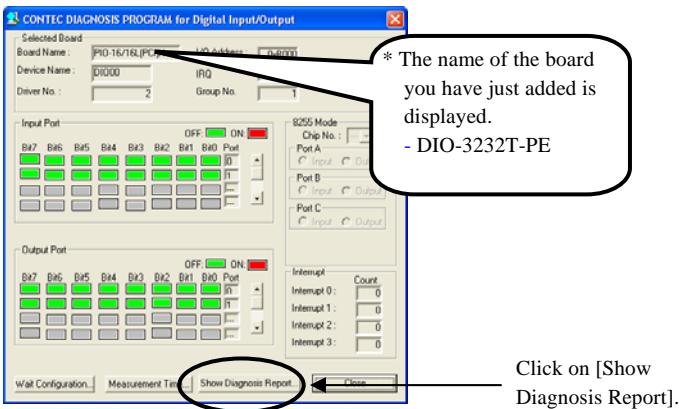 CONTEC DIAGNOSIS PROGRAM for Digital Input/Output
Selected Board
Board Name : PIO-16/16L(PCI)
I/O Address :
Device Name : DIO00
IRQ
Driver No. : 2
Group No. 1
* The name of the board
you have just added is
displayed.
- DIO-3232T-PE
Input Port
OFF: ON:
Bit7 Bit6 Bit5 Bit4 Bit3 Bit2 Bit1 Bit0 Port
0
1
---
---
8255 Mode
Chip No. : ---
Port A
Input
Port B
Input Output
Port C
Input Output
Output Port
OFF: ON:
Bit7 Bit6 Bit5 Bit4 Bit3 Bit2 Bit1 Bit0 Port
0
1
---
---
Interrupt
Count
Interrupt 0 : 0
Interrupt 1 : 0
Interrupt 2 : 0
Interrupt 3 : 0
Wait Configuration... Measurement Tim... Show Diagnosis Report... Close
Click on [Show
Diagnosis Report].